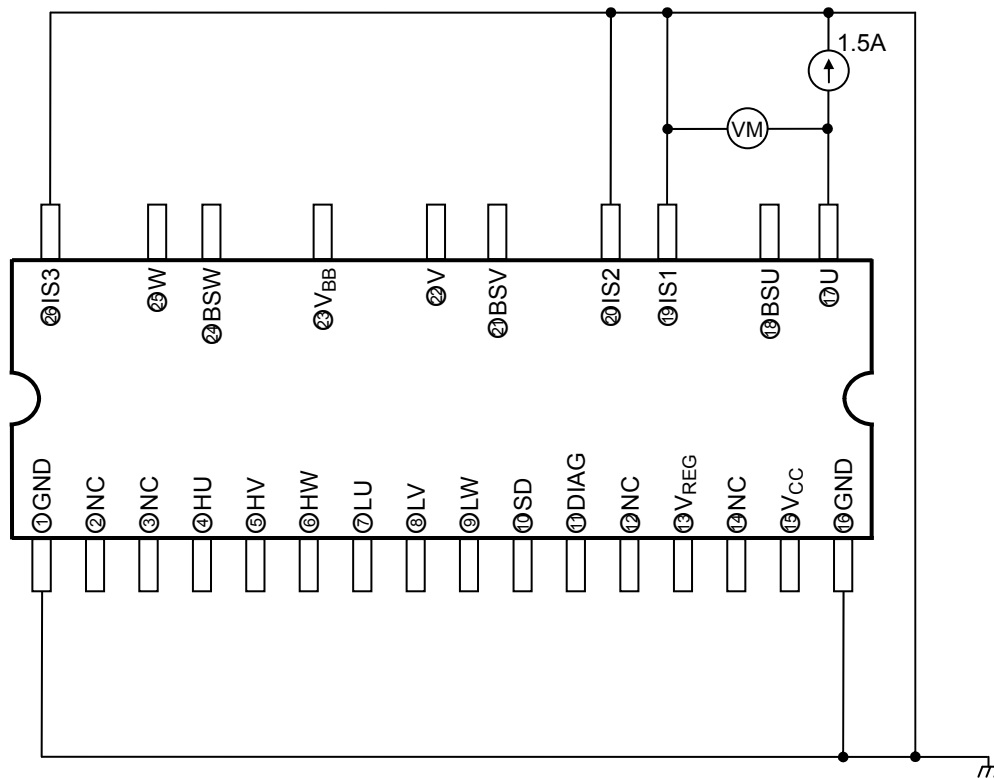 1.5A
VM
㉖IS3
㉕W
㉔BSW
㉓VBB
㉒V
㉑BSV
⑳IS2
⑲IS1
⑱BSU
⑰U
①GND
②NC
③NC
④HU
⑤HV
⑥HW
⑦LU
⑧LV
⑨LW
⑩SD
⑪DIAG
⑫NC
⑬VREG
⑭NC
⑮VCC
⑯GND